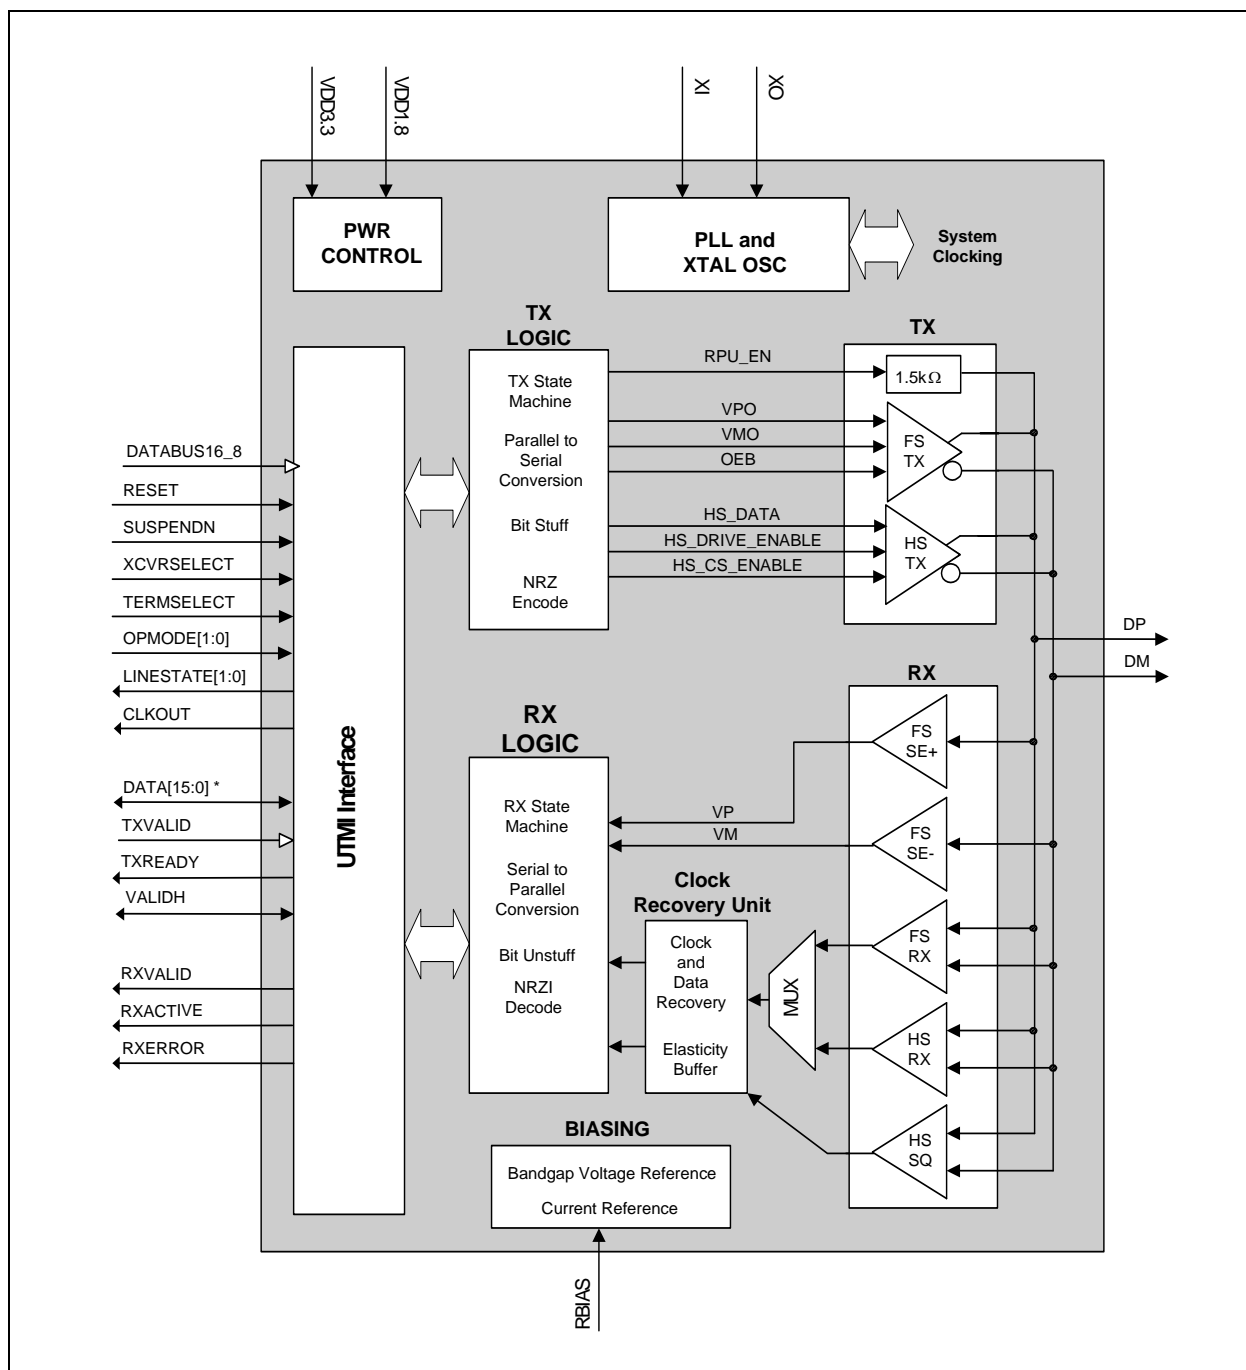 VDD3.3
VDD1.8
XI
XO
PWR
CONTROL
PLL and
XTAL OSC
System
Clocking
TX
LOGIC
TX
RPU_EN
1.5kΩ
TX State
Machine
VPO
VMO
OEB
FS
TX
Parallel to
Serial
Conversion
Bit Stuff
HS_DATA
HS_DRIVE_ENABLE
HS_CS_ENABLE
HS
TX
NRZ
Encode
DATABUS16_8
RESET
SUSPENDN
XCVRSELECT
TERMSELECT
OPMODE[1:0]
LINESTATE[1:0]
CLKOUT
DATA[15:0] *
TXVALID
TXREADY
VALIDH
RXVALID
RXACTIVE
RXERROR
UTMI Interface
DP
DM
RX
RX
LOGIC
FS
SE+
RX State
Machine
VP
VM
FS
SE-
Serial to
Parallel
Conversion
Clock
Recovery Unit
Bit Unstuff
NRZI
Decode
Clock
and
Data
Recovery
Elasticity
Buffer
MUX
FS
RX
HS
RX
HS
SQ
BIASING
Bandgap Voltage Reference
Current Reference
RBIAS